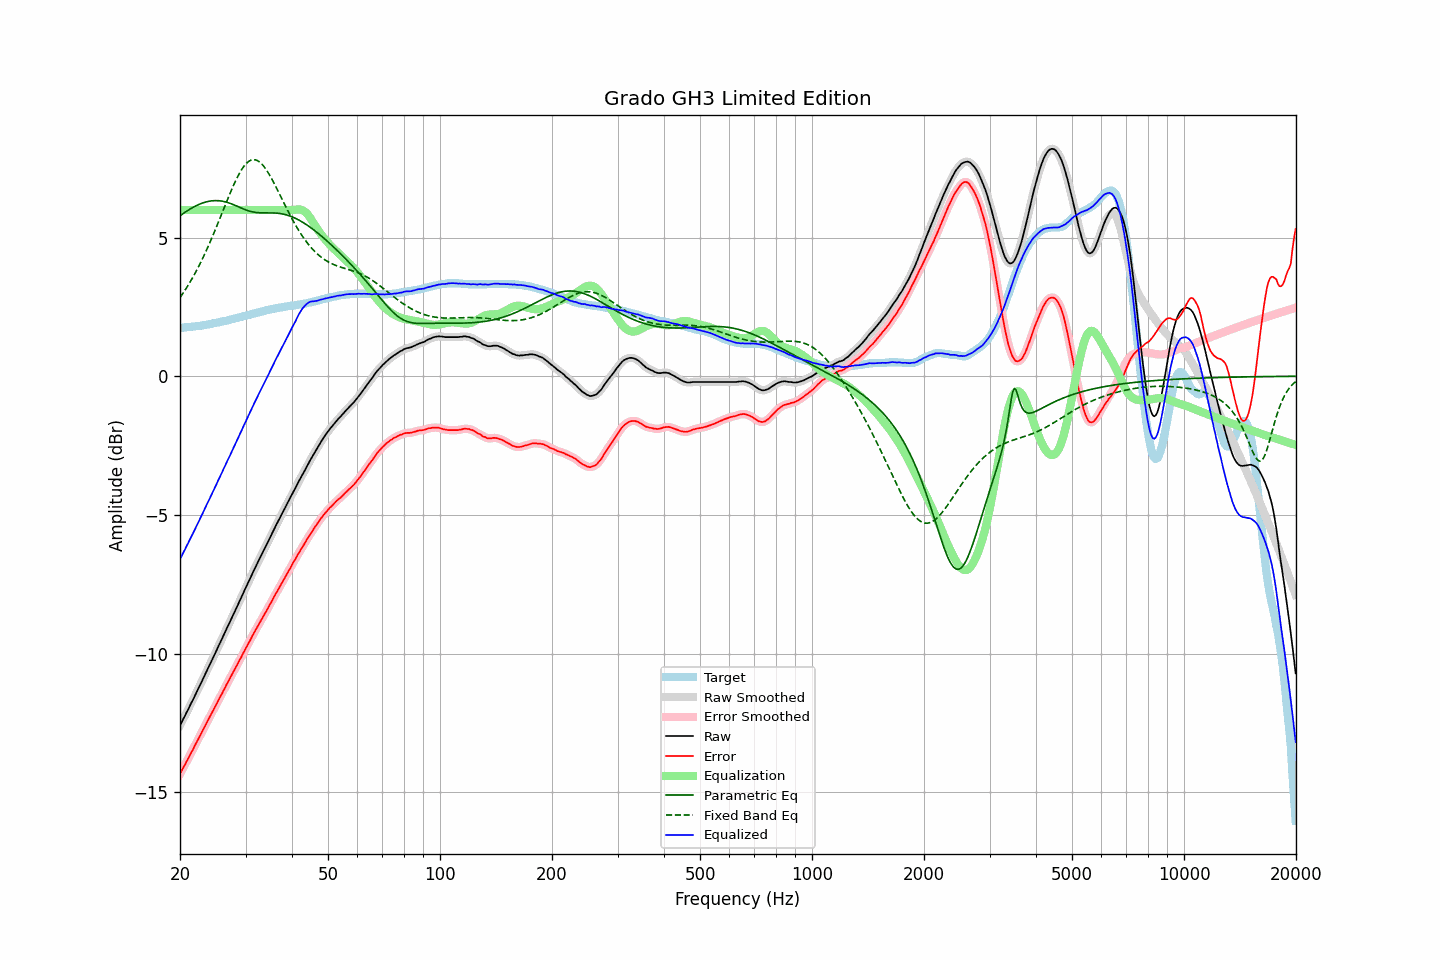 Grado GH3 Limited Edition
Amplitude (dBr)
5
0
−5
−10
−15
Target
Raw Smoothed
Error Smoothed
Raw
Error
Equalization
Parametric Eq
Fixed Band Eq
Equalized
20 50 100 200 500 1000 2000 5000 10000 20000
Frequency (Hz)